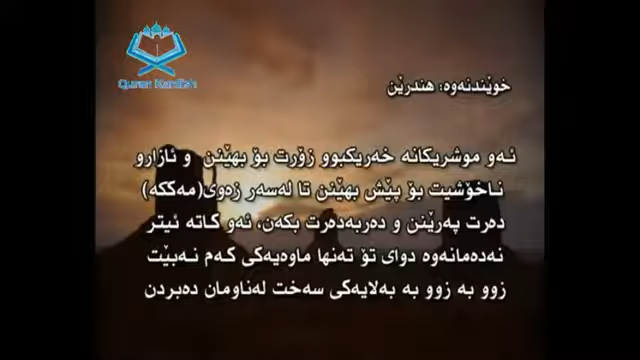 Quran Kurdish
خوێندنەوە: هندرێن
ئەو موشریکانە خەریکبوو زۆرت بۆ بهێنن و ئازارو
ناخۆشیت بۆ پێش بهێنن تا لەسەر زەوی(مەککە)
دەرت پەرێنن و دەربەدەرت بکەن، ئەو کاتە ئیتر
نەدەمانەوە دوای تۆ تەنها ماوەیەکی کەم نەبێت
زوو بە زوو بە بەلایەکی سەخت لەناومان دەبردن